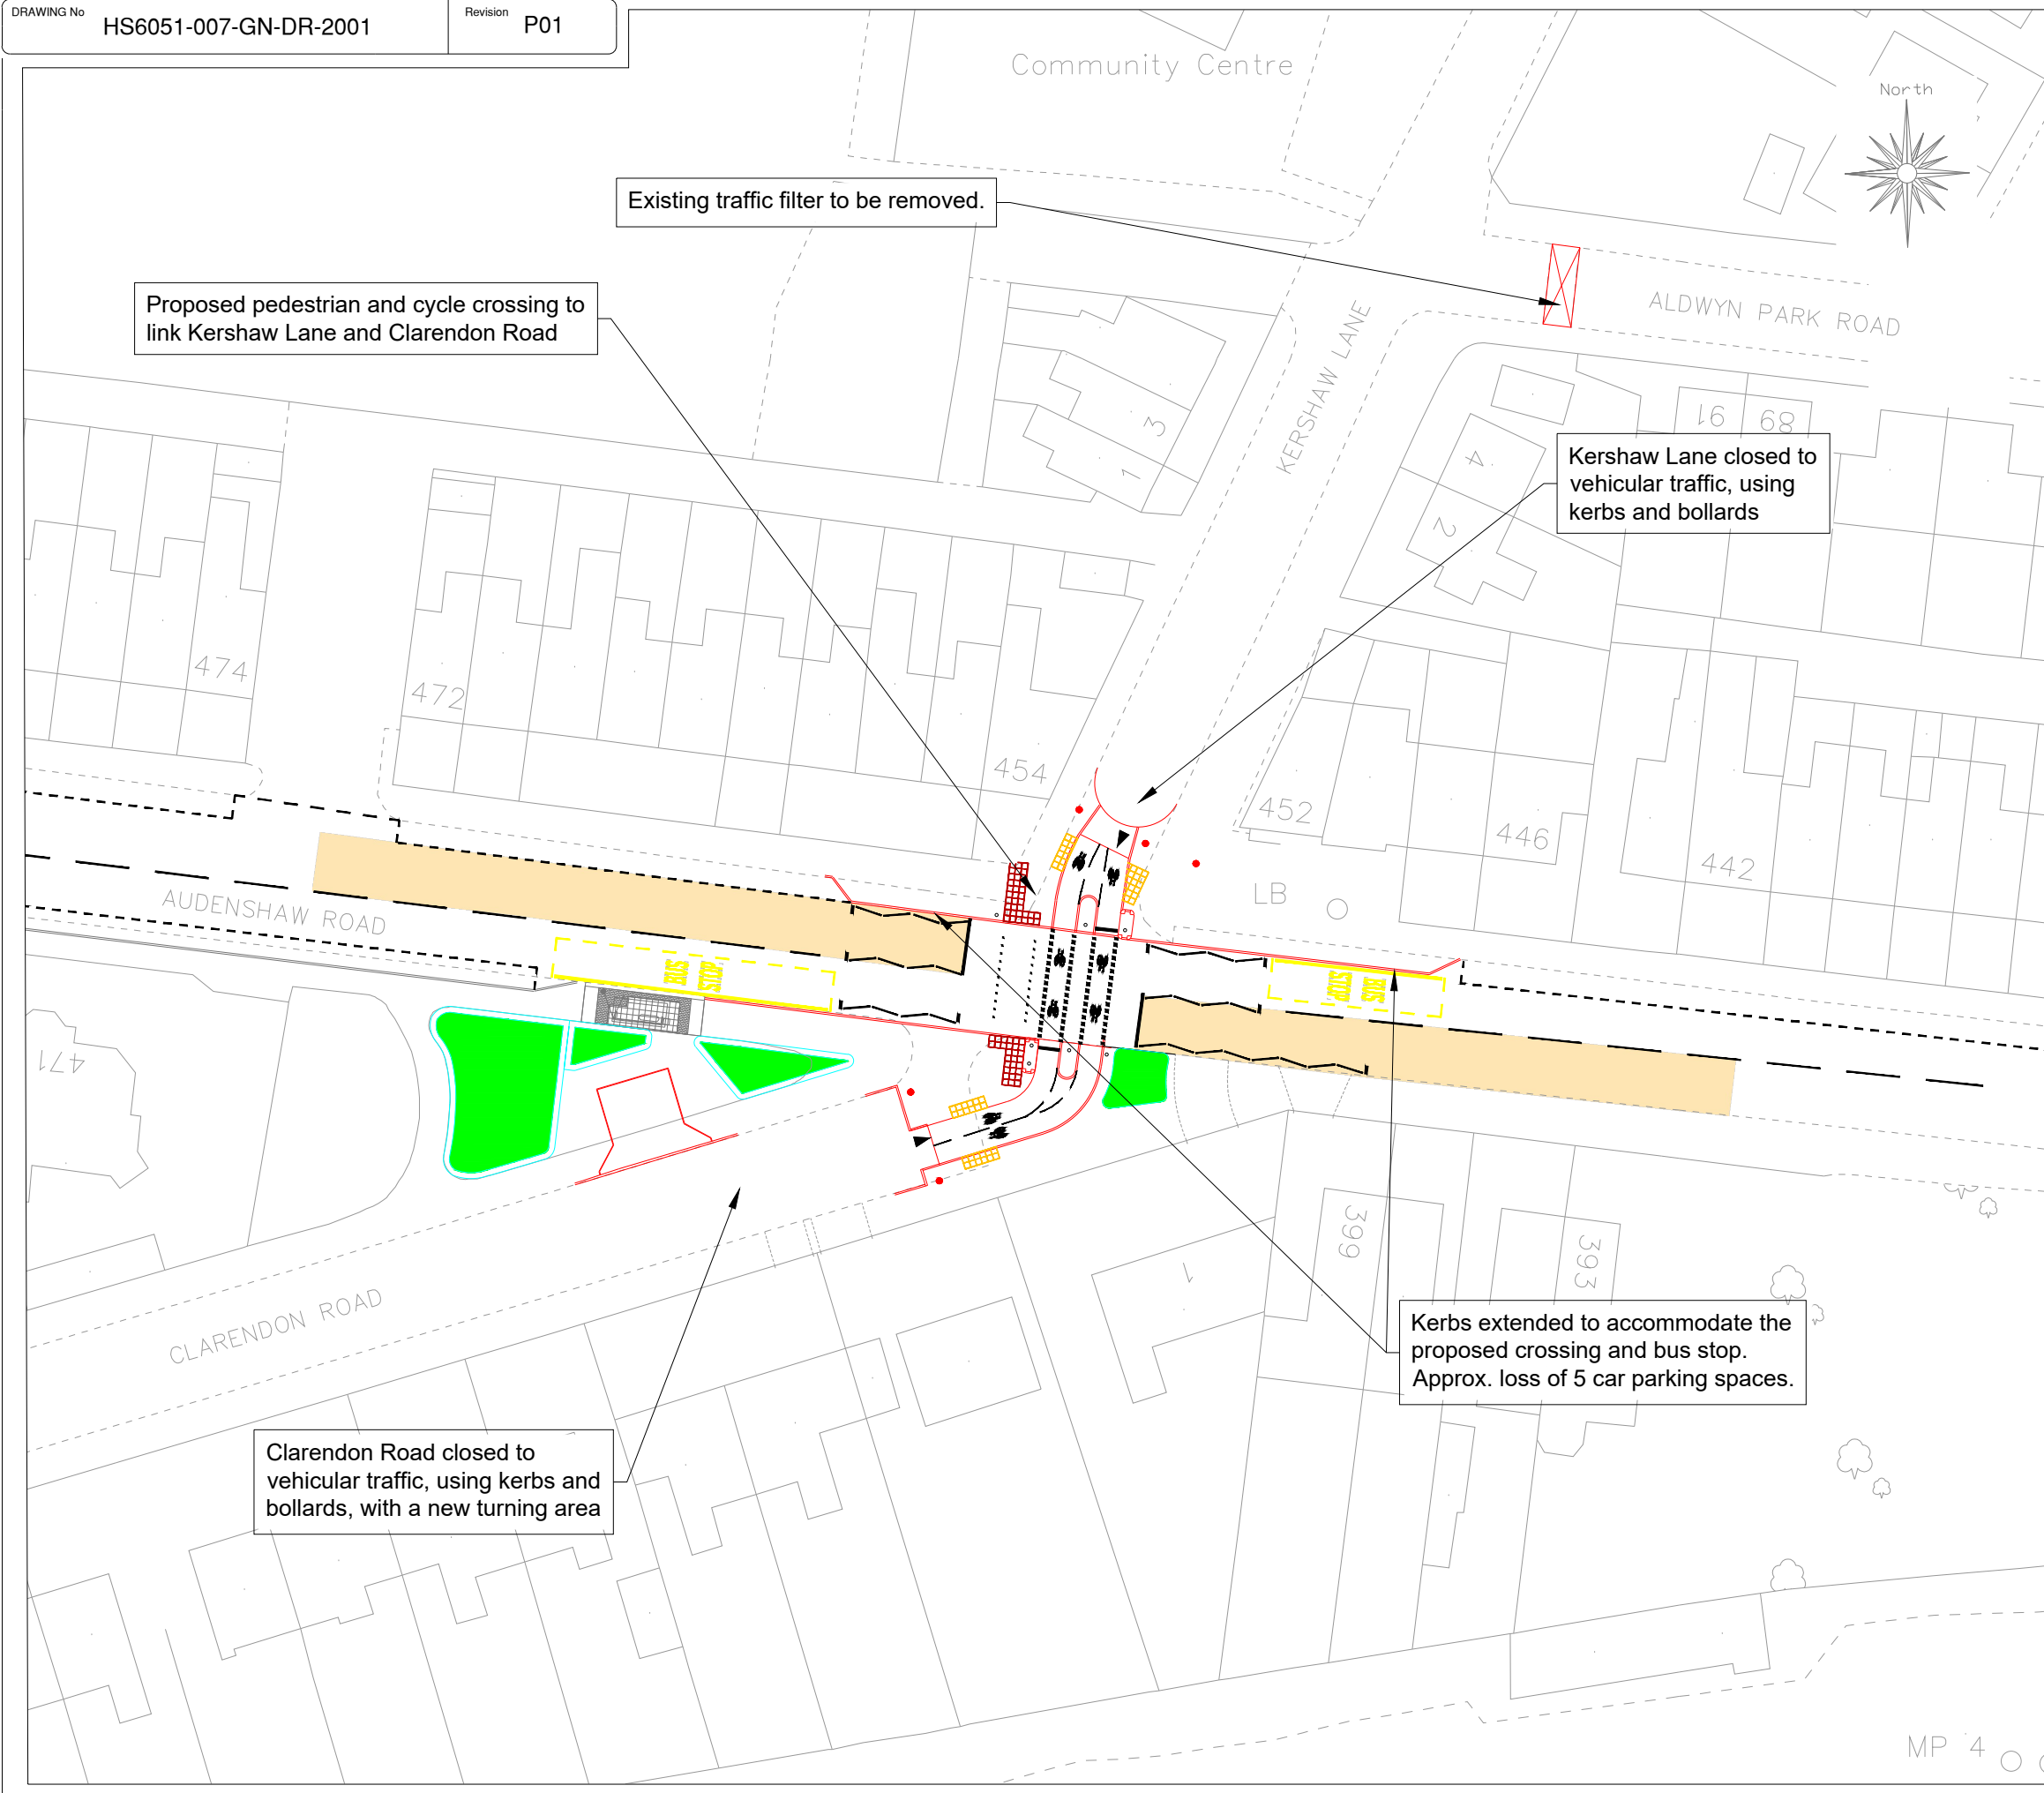 DRAWING No HS6051-007-GN-DR-2001 Revision P01
Community Centre
North
Existing traffic filter to be removed.
ALDWYN PARK ROAD
Proposed pedestrian and cycle crossing to
link Kershaw Lane and Clarendon Road
KERSHAW LANE
3
1
91 89
4
2
Kershaw Lane closed to
vehicular traffic, using
kerbs and bollards
474
472
454
452
446
442
LB
AUDENSHAW ROAD
BUS
STOP
BUS
STOP
471
399
393
1
CLARENDON ROAD
Kerbs extended to accommodate the
proposed crossing and bus stop.
Approx. loss of 5 car parking spaces.
Clarendon Road closed to
vehicular traffic, using kerbs and
bollards, with a new turning area
MP 4